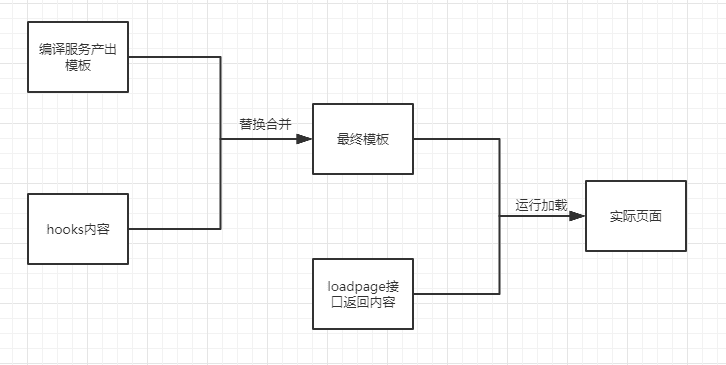 编译服务产出
模板
替换合并
最终模板
hooks内容
运行加载
实际页面
loadpage接
口返回内容